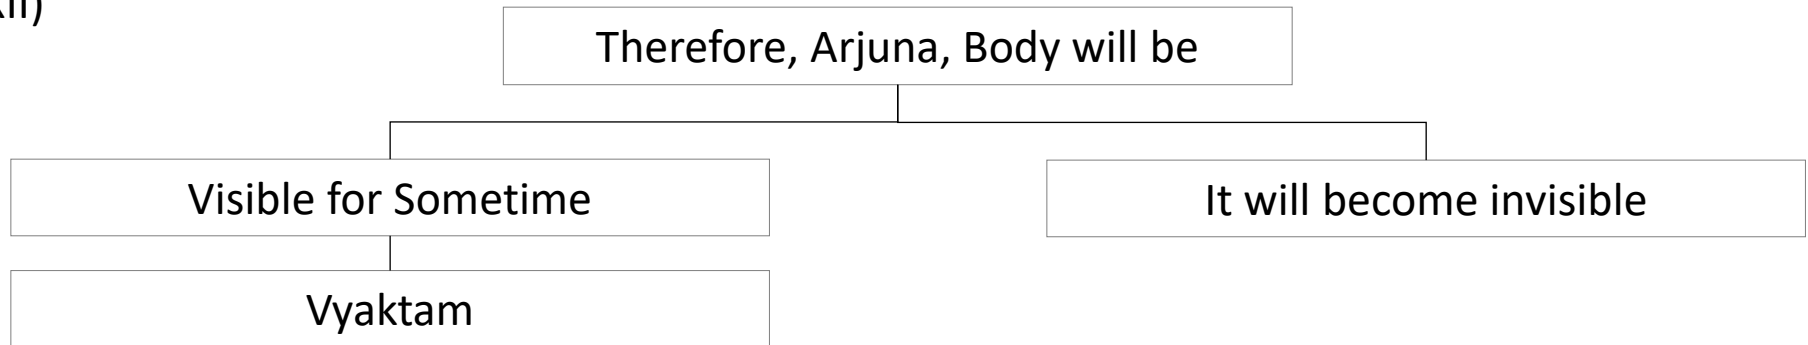 Therefore, Arjuna, Body will be
Visible for Sometime
It will become invisible
Vyaktam